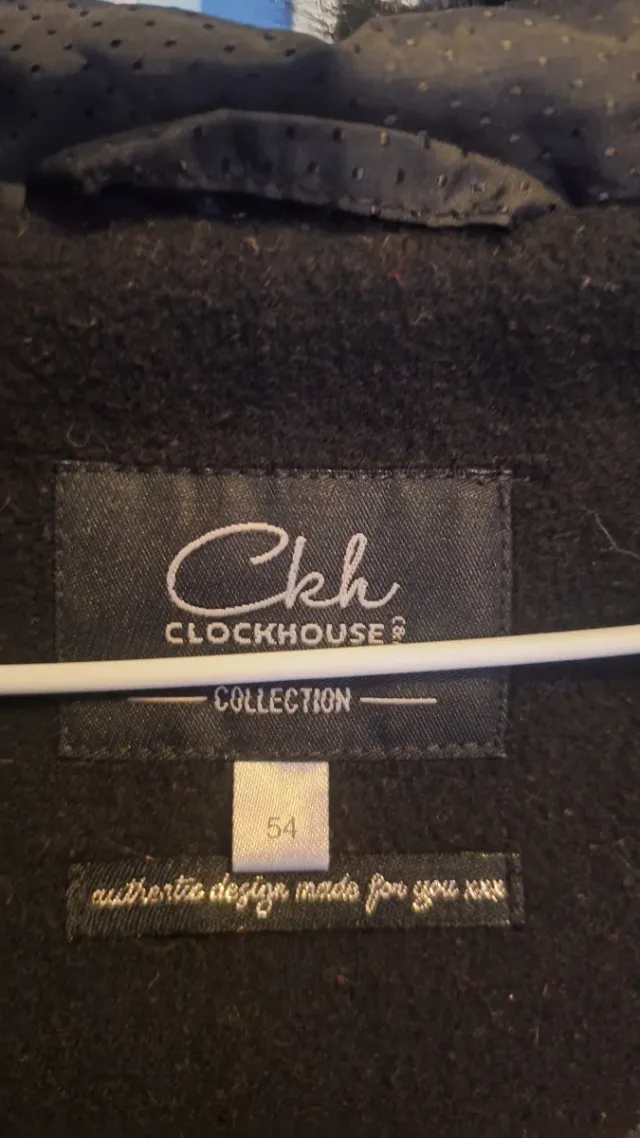 Ckh
CLOCKHOUSE C&A
COLLECTION
54
authentic design made for you xxx